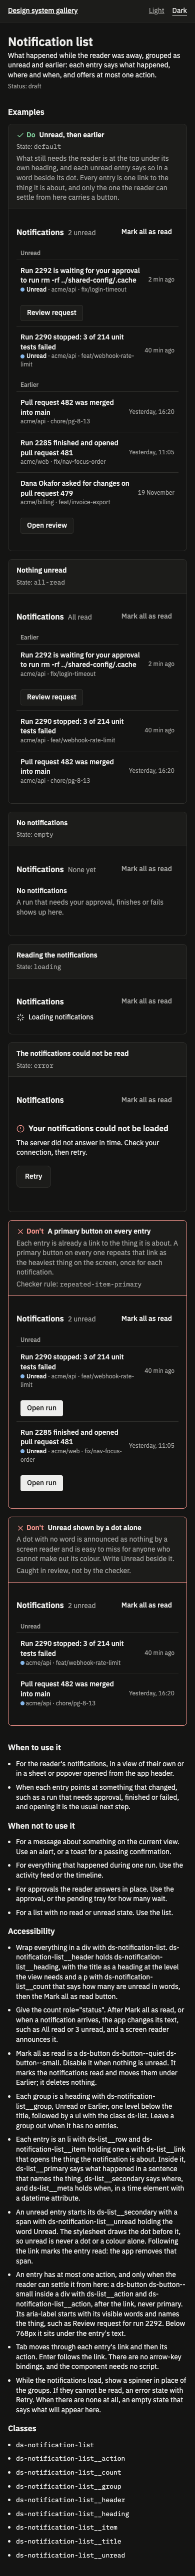 Design system gallery
Light Dark
Notification list
What happened while the reader was away, grouped as
unread and earlier: each entry says what happened,
where and when, and offers at most one action.
Status: draft
Examples
Do Unread, then earlier
State: default
What still needs the reader is at the top under its
own heading, and each unread entry says so in a
word beside its dot. Every entry is one link to the
thing it is about, and only the one the reader can
settle from here carries a button.
Notifications 2 unread Mark all as read
Unread
Run 2292 is waiting for your approval
to run rm -rf ../shared-config/.cache
2 min ago
Unread · acme/api · fix/login-timeout
Review request
Run 2290 stopped: 3 of 214 unit
tests failed
40 min ago
Unread · acme/api · feat/webhook-rate-
limit
Earlier
Pull request 482 was merged
into main
Yesterday, 16:20
acme/api · chore/pg-8-13
Run 2285 finished and opened
pull request 481
Yesterday, 11:05
acme/web · fix/nav-focus-order
Dana Okafor asked for changes on
pull request 479
19 November
acme/billing · feat/invoice-export
Open review
Nothing unread
State: all-read
Notifications All read Mark all as read
Earlier
Run 2292 is waiting for your approval
to run rm -rf ../shared-config/.cache
2 min ago
acme/api · fix/login-timeout
Review request
Run 2290 stopped: 3 of 214 unit
tests failed
40 min ago
acme/api · feat/webhook-rate-limit
Pull request 482 was merged
into main
Yesterday, 16:20
acme/api · chore/pg-8-13
No notifications
State: empty
Notifications None yet Mark all as read
No notifications
A run that needs your approval, finishes or fails
shows up here.
Reading the notifications
State: loading
Notifications Mark all as read
Loading notifications
The notifications could not be read
State: error
Notifications Mark all as read
Your notifications could not be loaded
The server did not answer in time. Check your
connection, then retry.
Retry
Don't A primary button on every entry
Each entry is already a link to the thing it is about. A
primary button on every one repeats that link as
the heaviest thing on the screen, once for each
notification.
Checker rule: repeated-item-primary
Notifications 2 unread Mark all as read
Unread
Run 2290 stopped: 3 of 214 unit
tests failed
40 min ago
Unread · acme/api · feat/webhook-rate-
limit
Open run
Run 2285 finished and opened
pull request 481
Yesterday, 11:05
Unread · acme/web · fix/nav-focus-
order
Open run
Don't Unread shown by a dot alone
A dot with no word is announced as nothing by a
screen reader and is easy to miss for anyone who
cannot make out its colour. Write Unread beside it.
Caught in review, not by the checker.
Notifications 2 unread Mark all as read
Unread
Run 2290 stopped: 3 of 214 unit
tests failed
40 min ago
acme/api · feat/webhook-rate-limit
Pull request 482 was merged
into main
Yesterday, 16:20
acme/api · chore/pg-8-13
When to use it
• For the reader's notifications, in a view of their own or
in a sheet or popover opened from the app header.
• When each entry points at something that changed,
such as a run that needs approval, finished or failed,
and opening it is the usual next step.
When not to use it
• For a message about something on the current view.
Use an alert, or a toast for a passing confirmation.
• For everything that happened during one run. Use the
activity feed or the timeline.
• For approvals the reader answers in place. Use the
approval, or the pending tray for how many wait.
• For a list with no read or unread state. Use the list.
Accessibility
• Wrap everything in a div with ds-notification-list. ds-
notification-list__header holds ds-notification-
list__heading, with the title as a heading at the level
the view needs and a p with ds-notification-
list__count that says how many are unread in words,
then the Mark all as read button.
• Give the count role="status". After Mark all as read, or
when a notification arrives, the app changes its text,
such as All read or 3 unread, and a screen reader
announces it.
• Mark all as read is a ds-button ds-button--quiet ds-
button--small. Disable it when nothing is unread. It
marks the notifications read and moves them under
Earlier; it deletes nothing.
• Each group is a heading with ds-notification-
list__group, Unread or Earlier, one level below the
title, followed by a ul with the class ds-list. Leave a
group out when it has no entries.
• Each entry is an li with ds-list__row and ds-
notification-list__item holding one a with ds-list__link
that opens the thing the notification is about. Inside it,
ds-list__primary says what happened in a sentence
that names the thing, ds-list__secondary says where,
and ds-list__meta holds when, in a time element with
a datetime attribute.
• An unread entry starts its ds-list__secondary with a
span with ds-notification-list__unread holding the
word Unread. The stylesheet draws the dot before it,
so unread is never a dot or a colour alone. Following
the link marks the entry read: the app removes that
span.
• An entry has at most one action, and only when the
reader can settle it from here: a ds-button ds-button--
small inside a div with ds-list__action and ds-
notification-list__action, after the link, never primary.
Its aria-label starts with its visible words and names
the thing, such as Review request for run 2292. Below
768px it sits under the entry's text.
• Tab moves through each entry's link and then its
action. Enter follows the link. There are no arrow-key
bindings, and the component needs no script.
• While the notifications load, show a spinner in place of
the groups. If they cannot be read, an error state with
Retry. When there are none at all, an empty state that
says what will appear here.
Classes
• ds-notification-list
• ds-notification-list__action
• ds-notification-list__count
• ds-notification-list__group
• ds-notification-list__header
• ds-notification-list__heading
• ds-notification-list__item
• ds-notification-list__title
• ds-notification-list__unread